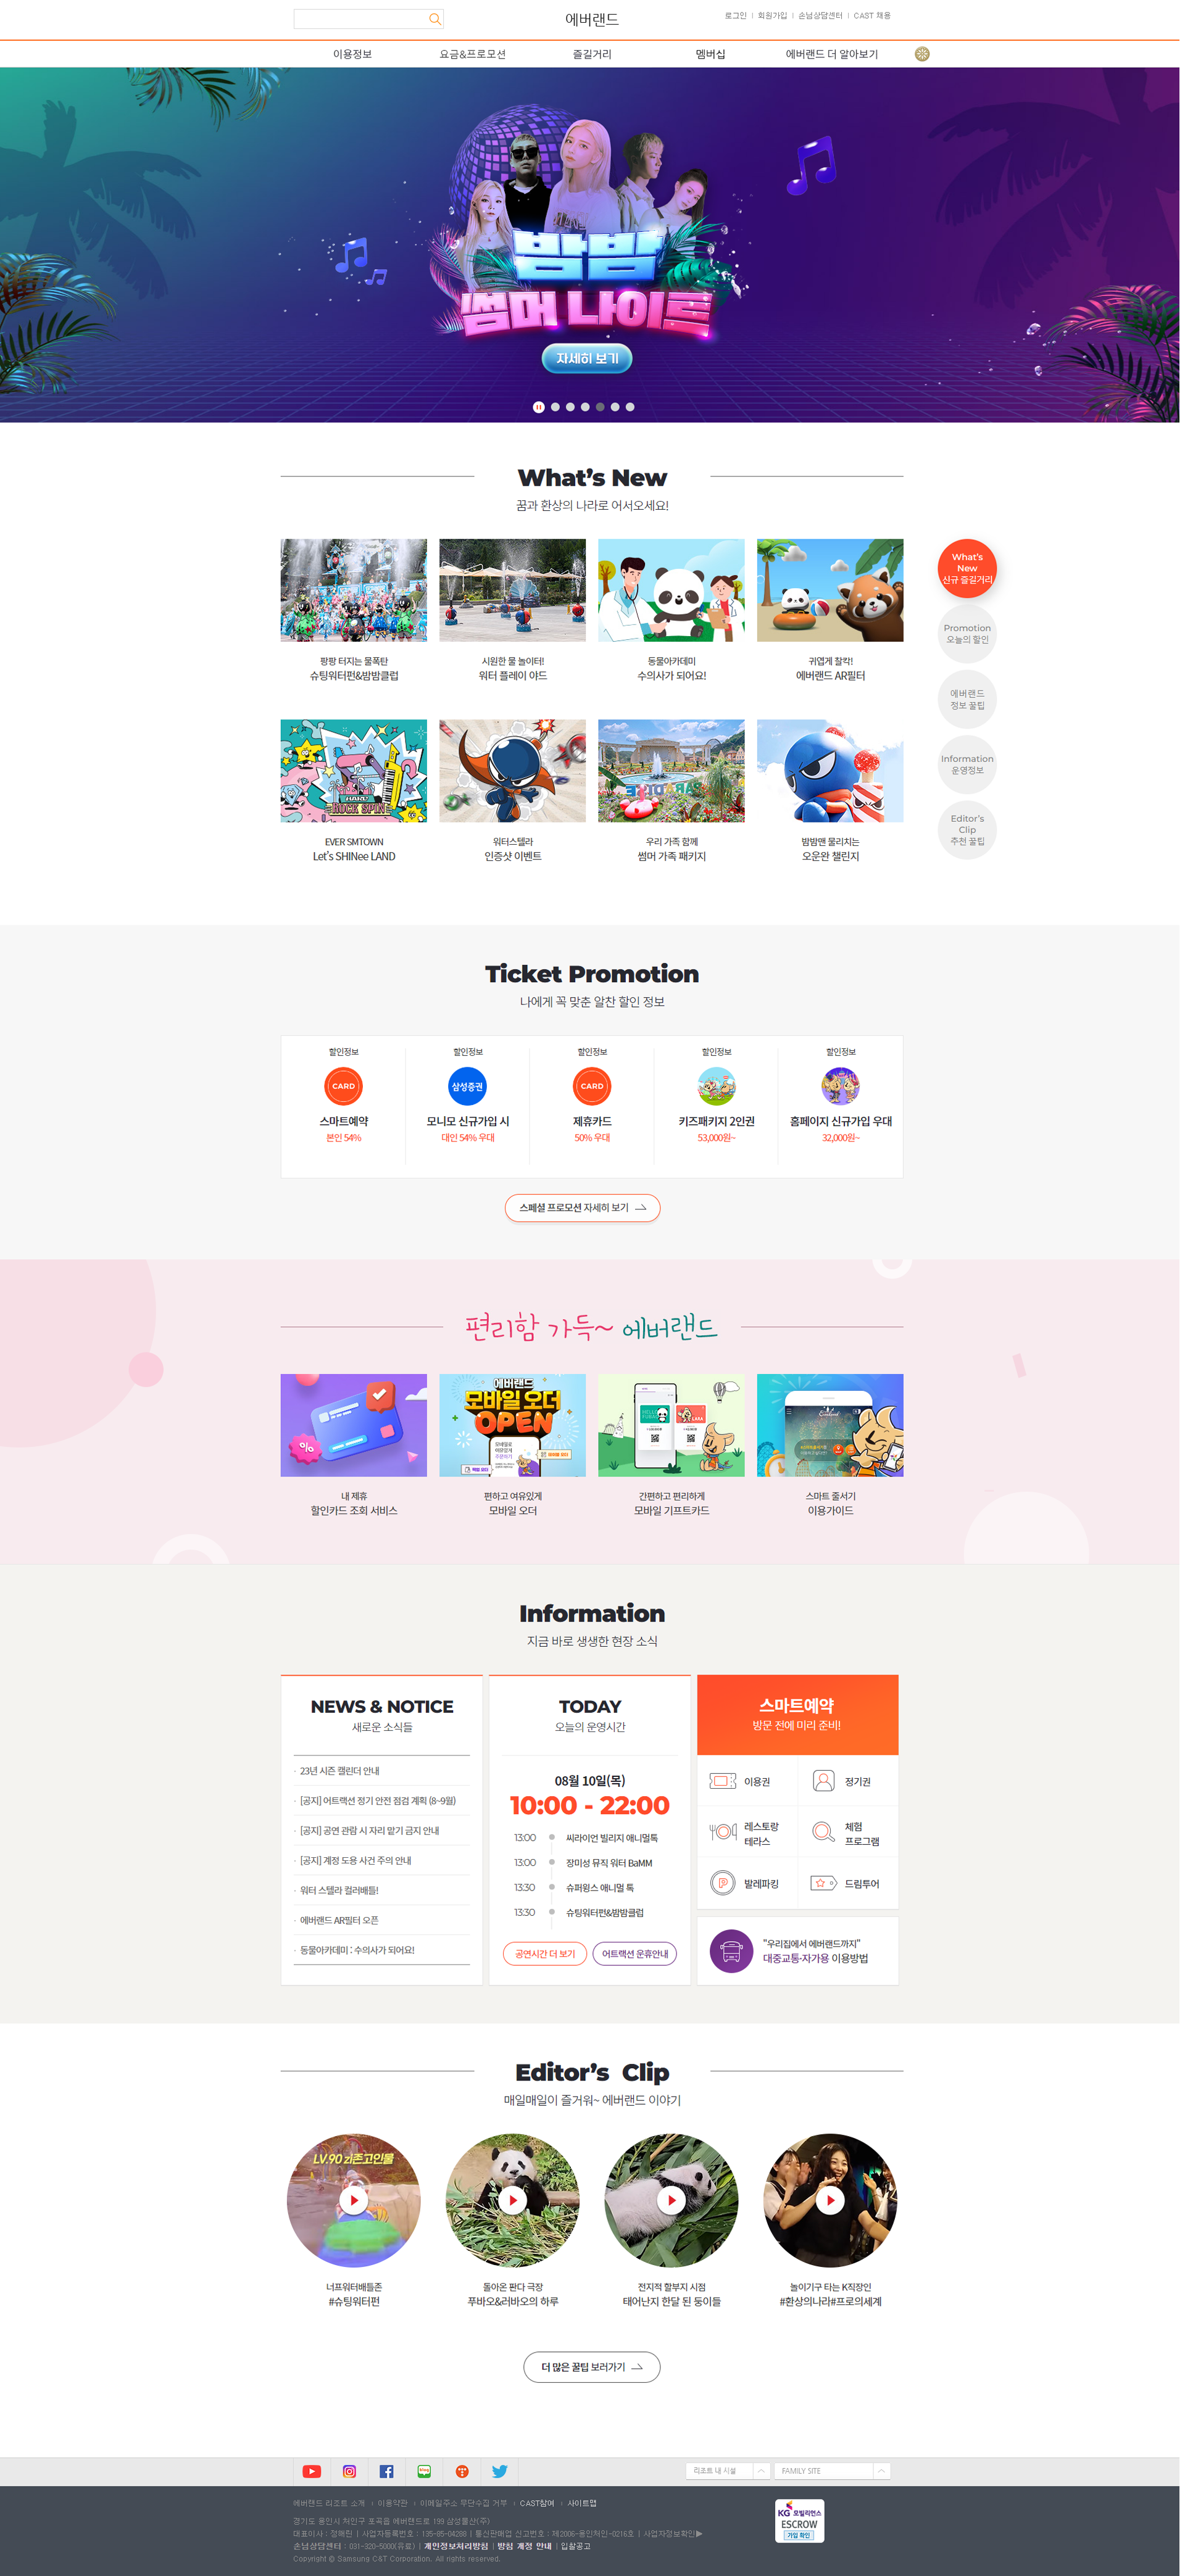 에버랜드
로그인
회원가입
손님상담센터
CAST 채용
이용정보
요금&프로모션
즐길거리
멤버십
에버랜드 더 알아보기
밤밤
썸머 나이트
자세히 보기
What's New
꿈과 환상의 나라로 어서오세요!
팡팡 터지는 물폭탄
슈팅워터펀&밤밤클럽
시원한 물 놀이터!
워터 플레이 야드
동물아카데미
수의사가 되어요!
귀엽게 찰칵!
에버랜드 AR필터
ROCK SPIN
EVER SMTOWN
Let's SHINee LAND
워터스텔라
인증샷 이벤트
우리 가족 함께
썸머 가족 패키지
밤밤맨 물리치는
오운완 챌린지
What's
New
신규 즐길거리
Promotion
오늘의 할인
에버랜드
정보 꿀팁
Information
운영정보
Editor's
Clip
추천 꿀팁
Ticket Promotion
나에게 꼭 맞춘 알찬 할인 정보
할인정보
CARD
스마트예약
본인 54%
할인정보
삼성증권
모니모 신규가입 시
대인 54% 우대
할인정보
CARD
제휴카드
50% 우대
할인정보
키즈패키지 2인권
53,000원~
할인정보
홈페이지 신규가입 우대
32,000원~
스페셜 프로모션 자세히 보기
편리함 가득~ 에버랜드
%
에버랜드
모바일 오더
OPEN
내 제휴
할인카드 조회 서비스
편하고 여유있게
모바일 오더
간편하고 편리하게
모바일 기프트카드
스마트 줄서기
이용가이드
Information
지금 바로 생생한 현장 소식
NEWS & NOTICE
새로운 소식들
· 23년 시즌 캘린더 안내
· [공지] 어트랙션 정기 안전 점검 계획 (8~9월)
· [공지] 공연 관람 시 자리 맡기 금지 안내
· [공지] 계정 도용 사건 주의 안내
· 워터 스텔라 컬러배틀!
· 에버랜드 AR필터 오픈
· 동물아카데미 : 수의사가 되어요!
TODAY
오늘의 운영시간
08월 10일(목)
10:00 - 22:00
13:00 씨라이언 빌리지 애니멀톡
13:00 장미성 뮤직 워터 BaMM
13:30 슈퍼윙스 애니멀 톡
13:30 슈팅워터펀&밤밤클럽
공연시간 더 보기
어트랙션 운휴안내
스마트예약
방문 전에 미리 준비!
이용권
정기권
레스토랑
테라스
체험
프로그램
발레파킹
드림투어
"우리집에서 에버랜드까지"
대중교통·자가용 이용방법
Editor's Clip
매일매일이 즐거워~ 에버랜드 이야기
LV.90 zl존고인물
너프워터배틀존
#슈팅워터펀
돌아온 판다 극장
푸바오&러바오의 하루
전지적 할부지 시점
태어난지 한달 된 둥이들
놀이기구 타는 K직장인
#환상의나라#프로의세계
더 많은 꿀팁 보러가기
리조트 내 시설
FAMILY SITE
에버랜드 리조트 소개
이용약관
이메일주소 무단수집 거부
CAST참여
사이트맵
경기도 용인시 처인구 포곡읍 에버랜드로 199 삼성물산(주)
대표이사 : 정해린 | 사업자등록번호 : 135-85-04288 | 통신판매업 신고번호 : 제2006-용인처인-0216호 | 사업자정보확인▶
손님상담센터 : 031-320-5000(유료) | 개인정보처리방침 | 방침 개정 안내 | 입찰공고
Copyright @ Samsung C&T Corporation. All rights reserved.
KG 모빌리언스
ESCROW
가입 확인